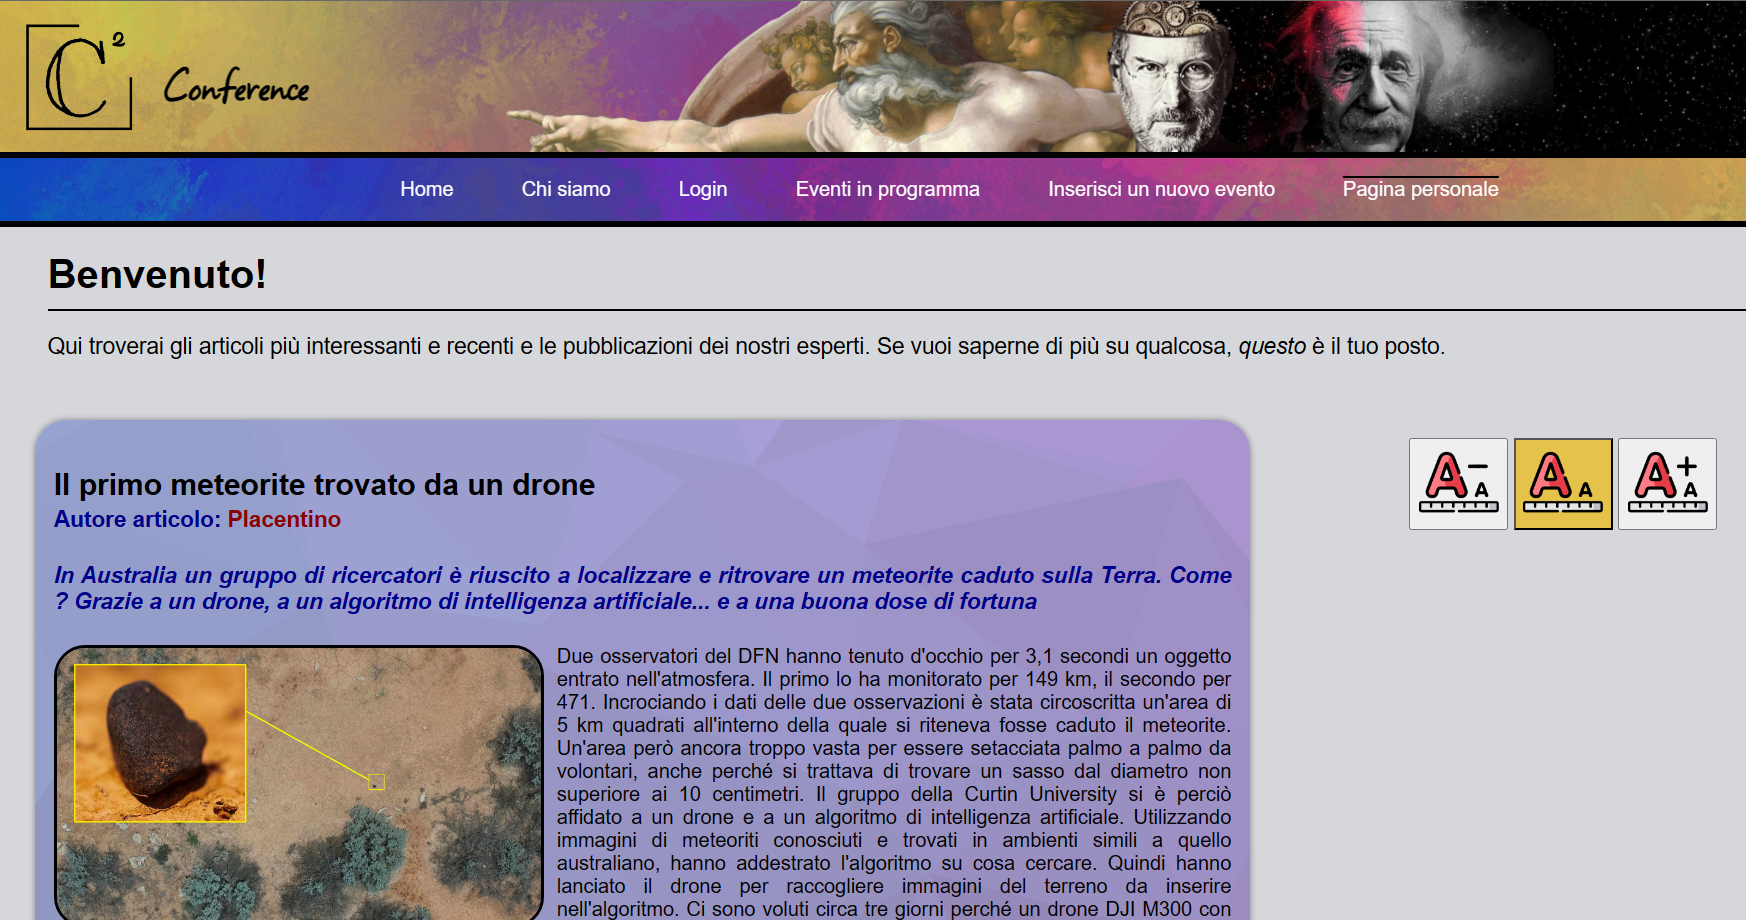 C²
Conference
Home
Chi siamo
Login
Eventi in programma
Inserisci un nuovo evento
Pagina personale
Benvenuto!
Qui troverai gli articoli più interessanti e recenti e le pubblicazioni dei nostri esperti. Se vuoi saperne di più su qualcosa, questo è il tuo posto.
A- A
A A
A+ A
Il primo meteorite trovato da un drone
Autore articolo: Placentino
In Australia un gruppo di ricercatori è riuscito a localizzare e ritrovare un meteorite caduto sulla Terra. Come
? Grazie a un drone, a un algoritmo di intelligenza artificiale... e a una buona dose di fortuna
Due osservatori del DFN hanno tenuto d'occhio per 3,1 secondi un oggetto
entrato nell'atmosfera. Il primo lo ha monitorato per 149 km, il secondo per
471. Incrociando i dati delle due osservazioni è stata circoscritta un'area di
5 km quadrati all'interno della quale si riteneva fosse caduto il meteorite.
Un'area però ancora troppo vasta per essere setacciata palmo a palmo da
volontari, anche perché si trattava di trovare un sasso dal diametro non
superiore ai 10 centimetri. Il gruppo della Curtin University si è perciò
affidato a un drone e a un algoritmo di intelligenza artificiale. Utilizzando
immagini di meteoriti conosciuti e trovati in ambienti simili a quello
australiano, hanno addestrato l'algoritmo su cosa cercare. Quindi hanno
lanciato il drone per raccogliere immagini del terreno da inserire
nell'algoritmo. Ci sono voluti circa tre giorni perché un drone DJI M300 con